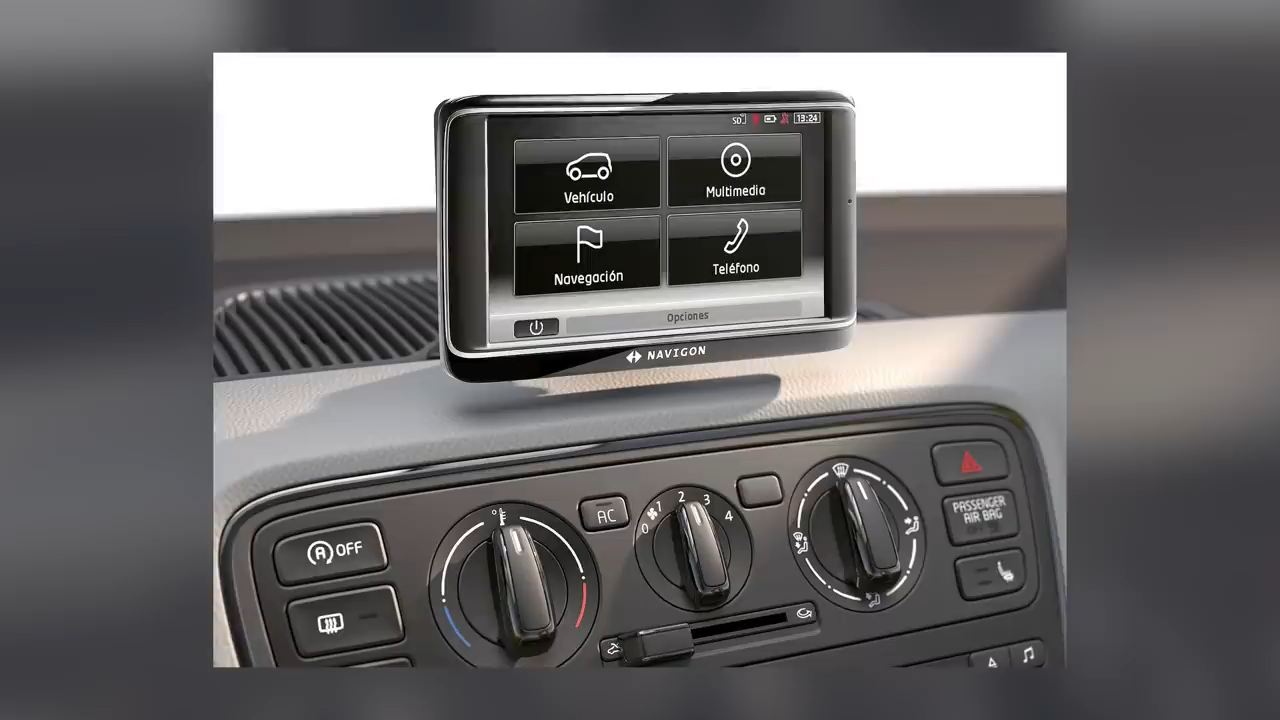 SD
13:24
Vehículo
Multimedia
Navegación
Teléfono
Opciones
NAVIGON
A OFF
AC
0 1 2 3 4
PASSENGER
AIR BAG